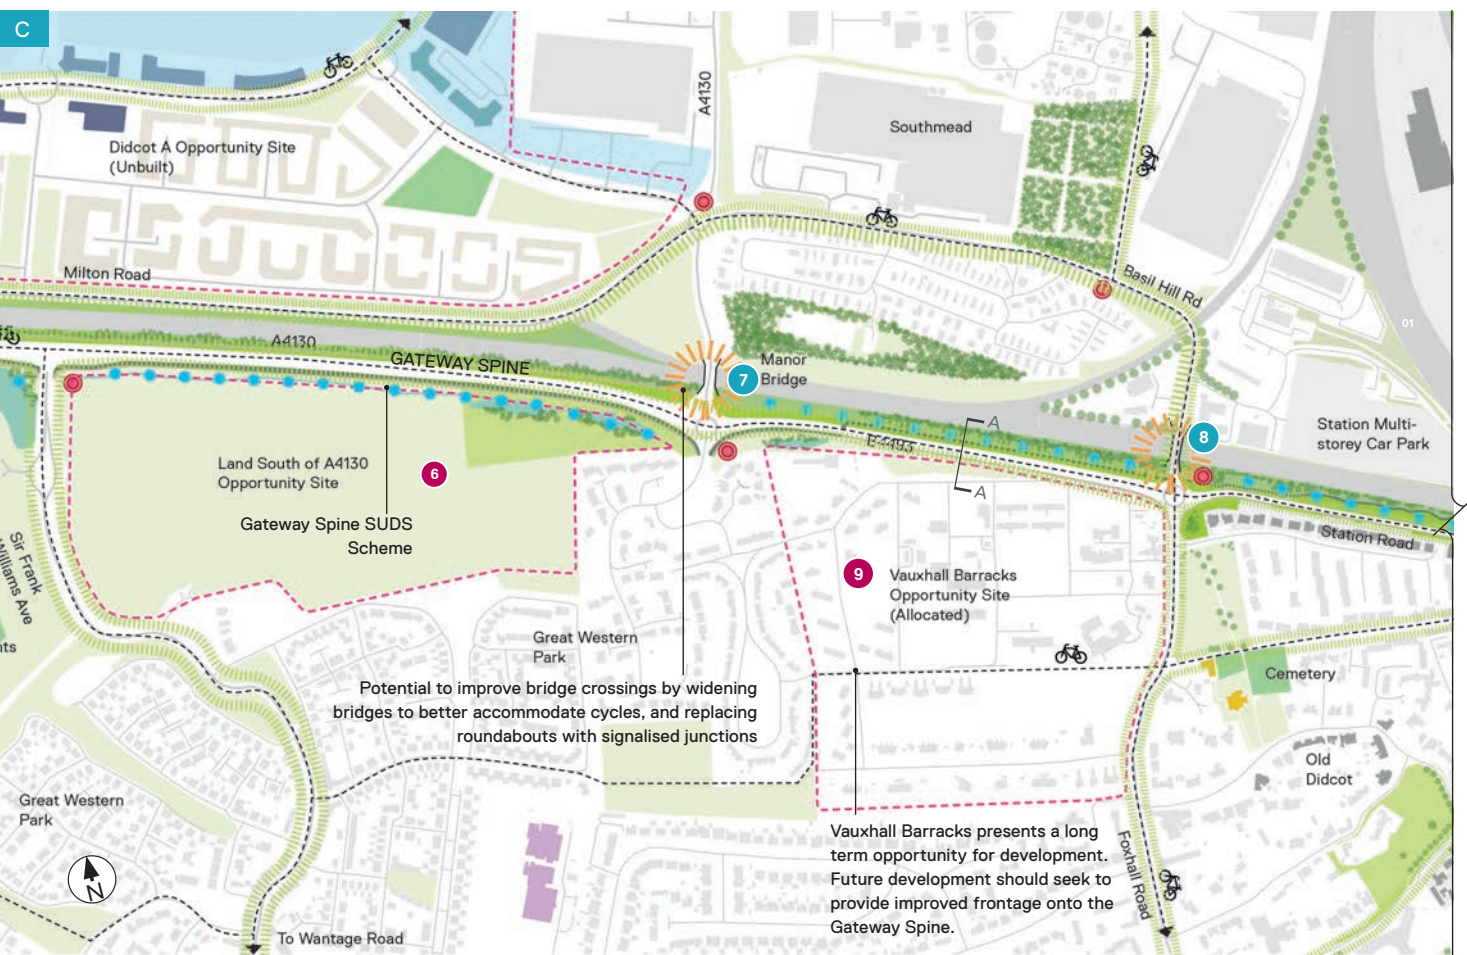 C
A4130
Southmead
Didcot A Opportunity Site
(Unbuilt)
Milton Road
Basil Hill Rd
01
A4130
GATEWAY SPINE
Manor
Bridge
7
A
8
Station Multi-
storey Car Park
B4493
Land South of A4130
Opportunity Site
6
A
Gateway Spine SUDS
Scheme
Station Road
Sir Frank
Williams Ave
9
Vauxhall Barracks
Opportunity Site
(Allocated)
nts
Great Western
Park
Cemetery
Potential to improve bridge crossings by widening
bridges to better accommodate cycles, and replacing
roundabouts with signalised junctions
Old
Didcot
Great Western
Park
N
Vauxhall Barracks presents a long
term opportunity for development.
Future development should seek to
provide improved frontage onto the
Gateway Spine.
Foxhall Road
To Wantage Road